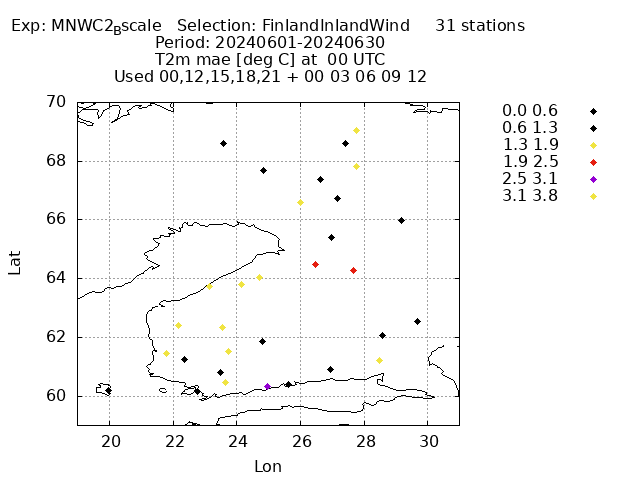 Exp: MNWC2Bscale   Selection: FinlandInlandWind     31 stations
Period: 20240601-20240630
T2m mae [deg C] at  00 UTC
Used 00,12,15,18,21 + 00 03 06 09 12
0.0 0.6
0.6 1.3
1.3 1.9
1.9 2.5
2.5 3.1
3.1 3.8
70
68
66
64
62
60
Lat
20 22 24 26 28 30
Lon